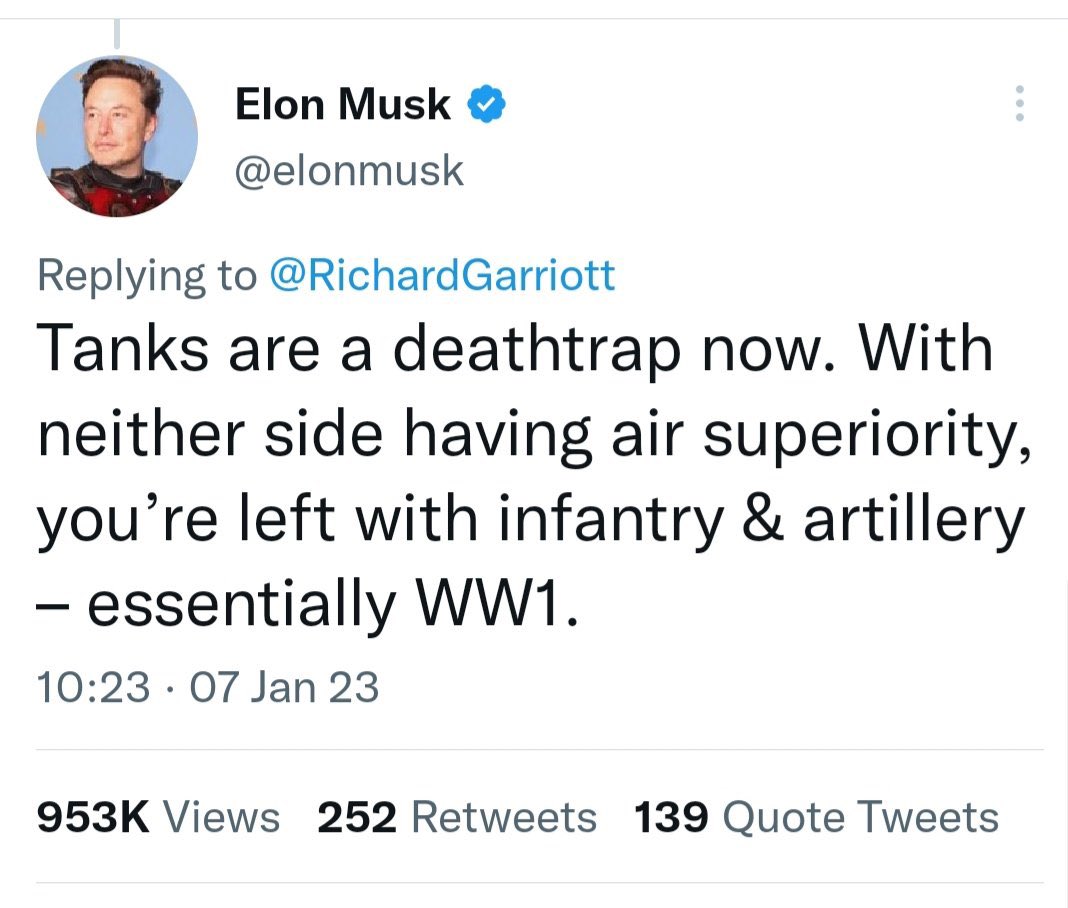 Elon Musk
@elonmusk
Replying to @RichardGarriott
Tanks are a deathtrap now. With
neither side having air superiority,
you’re left with infantry & artillery
– essentially WW1.
10:23 · 07 Jan 23
953K Views 252 Retweets 139 Quote Tweets